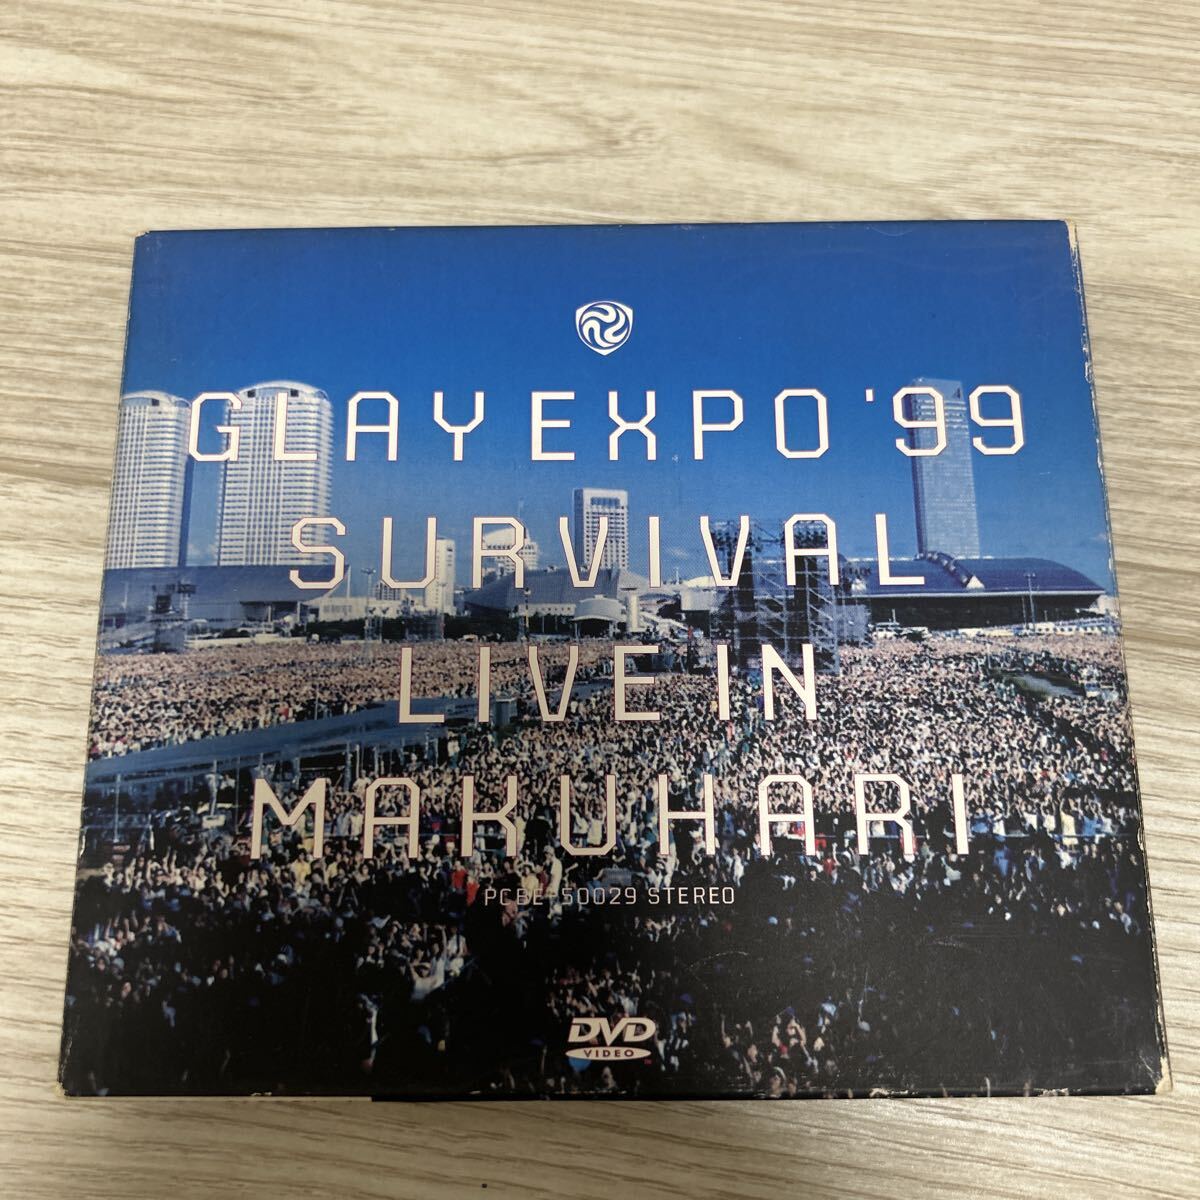 GLAY EXPO '99
SURVIVAL
LIVE IN
MAKUHARI
PCBE-50029 STEREO
DVD
VIDEO